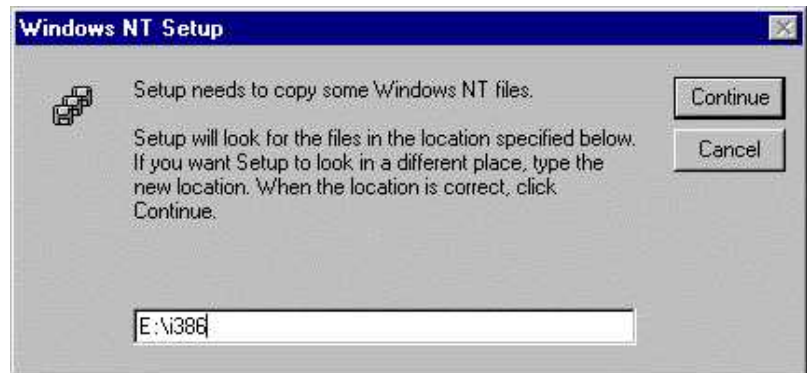 Windows NT Setup
Setup needs to copy some Windows NT files.
Continue
Setup will look for the files in the location specified below.
If you want Setup to look in a different place, type the
new location. When the location is correct, click
Continue.
Cancel
E:\i386